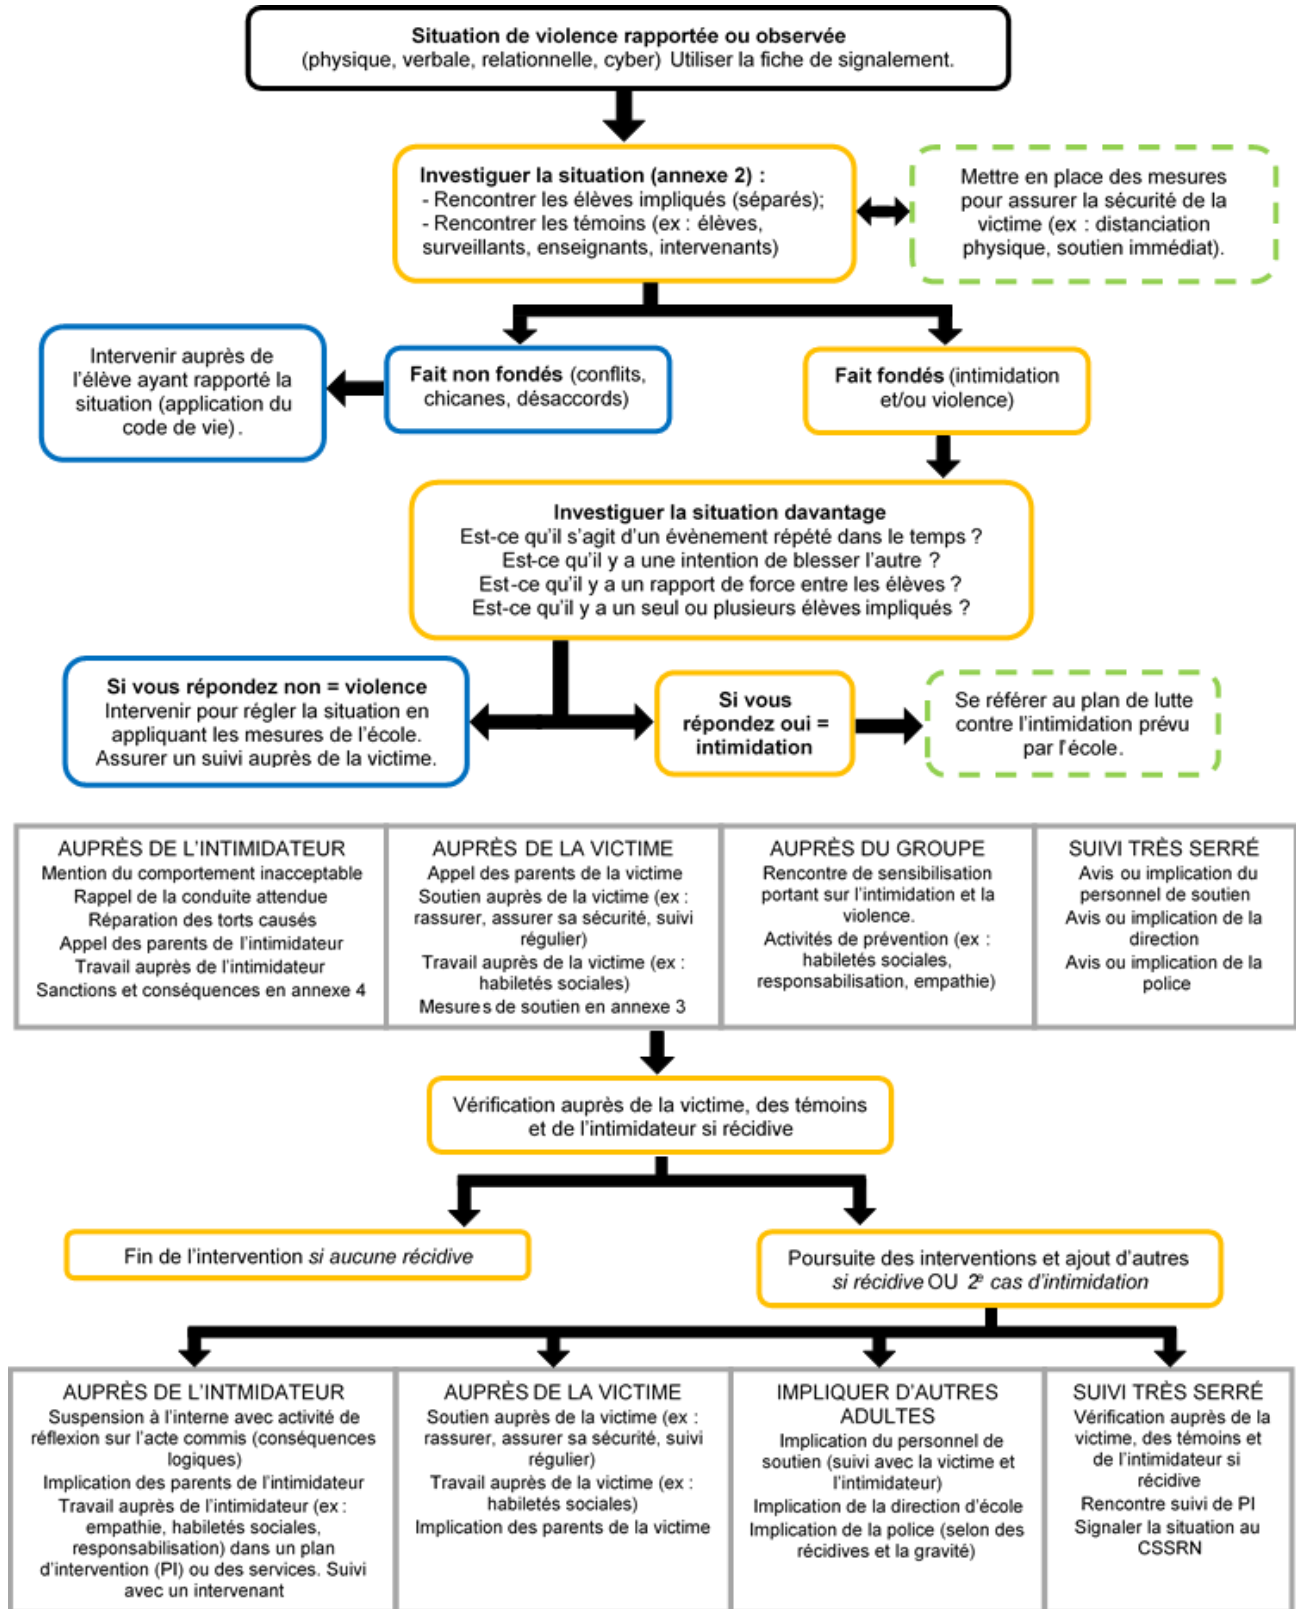 Situation de violence rapportée ou observée
(physique, verbale, relationnelle, cyber) Utiliser la fiche de signalement.
Investiguer la situation (annexe 2) :
- Rencontrer les élèves impliqués (séparés);
- Rencontrer les témoins (ex : élèves,
surveillants, enseignants, intervenants)
Mettre en place des mesures
pour assurer la sécurité de la
victime (ex : distanciation
physique, soutien immédiat).
Intervenir auprès de
l'élève ayant rapporté la
situation (application du
code de vie).
Fait non fondés (conflits,
chicanes, désaccords)
Fait fondés (intimidation
et/ou violence)
Investiguer la situation davantage
Est-ce qu'il s'agit d'un évènement répété dans le temps ?
Est-ce qu'il y a une intention de blesser l'autre ?
Est-ce qu'il y a un rapport de force entre les élèves ?
Est-ce qu'il y a un seul ou plusieurs élèves impliqués ?
Si vous répondez non = violence
Intervenir pour régler la situation en
appliquant les mesures de l'école.
Assurer un suivi auprès de la victime.
Si vous
répondez oui =
intimidation
Se référer au plan de lutte
contre l'intimidation prévu
par l'école.
AUPRÈS DE L'INTIMIDATEUR
Mention du comportement inacceptable
Rappel de la conduite attendue
Réparation des torts causés
Appel des parents de l'intimidateur
Travail auprès de l'intimidateur
Sanctions et conséquences en annexe 4
AUPRÈS DE LA VICTIME
Appel des parents de la victime
Soutien auprès de la victime (ex :
rassurer, assurer sa sécurité, suivi
régulier)
Travail auprès de la victime (ex :
habiletés sociales)
Mesures de soutien en annexe 3
AUPRÈS DU GROUPE
Rencontre de sensibilisation
portant sur l'intimidation et la
violence.
Activités de prévention (ex :
habiletés sociales,
responsabilisation, empathie)
SUIVI TRÈS SERRÉ
Avis ou implication du
personnel de soutien
Avis ou implication de la
direction
Avis ou implication de la
police
Vérification auprès de la victime, des témoins
et de l'intimidateur si récidive
Fin de l'intervention si aucune récidive
Poursuite des interventions et ajout d'autres
si récidive OU 2e cas d'intimidation
AUPRÈS DE L'INTMIDATEUR
Suspension à l'interne avec activité de
réflexion sur l'acte commis (conséquences
logiques)
Implication des parents de l'intimidateur
Travail auprès de l'intimidateur (ex :
empathie, habiletés sociales,
responsabilisation) dans un plan
d'intervention (PI) ou des services. Suivi
avec un intervenant
AUPRÈS DE LA VICTIME
Soutien auprès de la victime (ex :
rassurer, assurer sa sécurité, suivi
régulier)
Travail auprès de la victime (ex :
habiletés sociales)
Implication des parents de la victime
IMPLIQUER D'AUTRES
ADULTES
Implication du personnel de
soutien (suivi avec la victime et
l'intimidateur)
Implication de la direction d'école
Implication de la police (selon des
récidives et la gravité)
SUIVI TRÈS SERRÉ
Vérification auprès de la
victime, des témoins et
de l'intimidateur si
récidive
Rencontre suivi de PI
Signaler la situation au
CSSRN